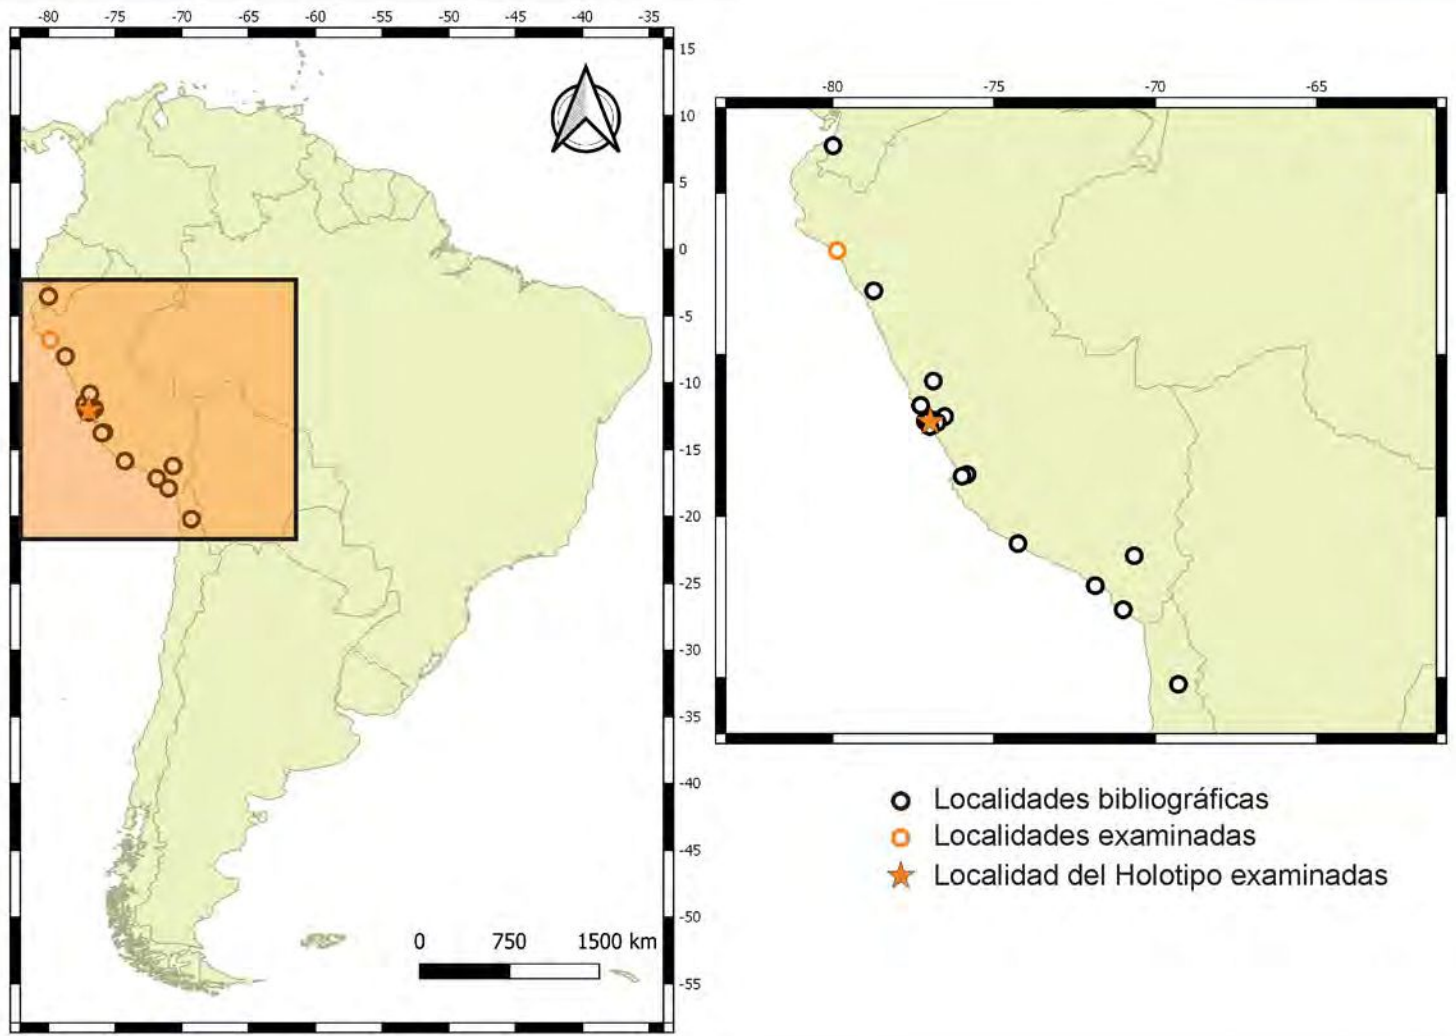 -80 -75 -70 -65 -60 -55 -50 -45 -40 -35
15
10
5
0
-5
-10
-15
-20
-25
-30
-35
-40
-45
-50
-55
0 750 1500 km
-80 -75 -70 -65
Localidades bibliográficas
Localidades examinadas
Localidad del Holotipo examinadas